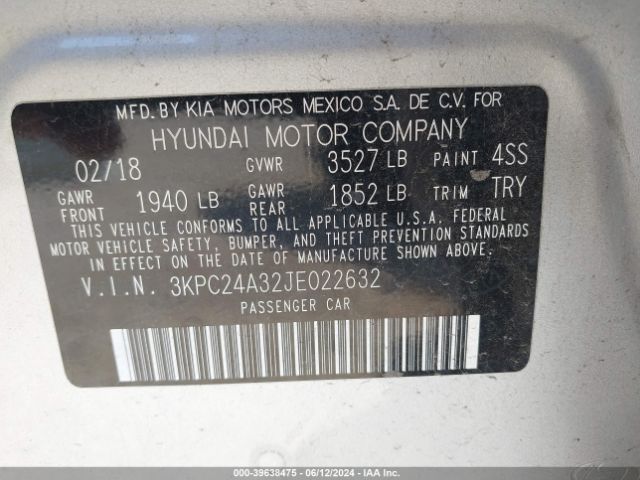 MFD. BY KIA MOTORS MEXICO S.A. DE C.V. FOR
HYUNDAI MOTOR COMPANY
02/18 GVWR 3527 LB PAINT 4SS
GAWR FRONT 1940 LB GAWR REAR 1852 LB TRIM TRY
THIS VEHICLE CONFORMS TO ALL APPLICABLE U.S.A. FEDERAL
MOTOR VEHICLE SAFETY, BUMPER, AND THEFT PREVENTION STANDARDS
IN EFFECT ON THE DATE OF MANUFACTURE SHOWN ABOVE.
V.I.N. 3KPC24A32JE022632
PASSENGER CAR
000-39638475 - 06/12/2024 - IAA Inc.